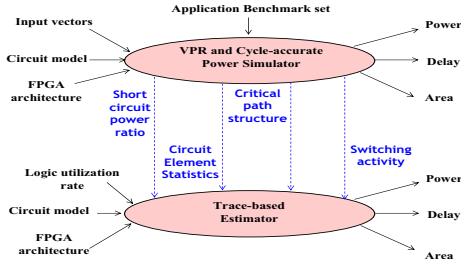 Application Benchmark set
Input vectors
Power
VPR and Cycle-accurate
Power Simulator
Circuit model
Delay
FPGA
architecture
Area
Short
circuit
power
ratio
Critical
path
structure
Circuit
Element
Statistics
Switching
activity
Logic utilization
rate
Power
Trace-based
Estimator
Circuit model
Delay
FPGA
architecture
Area